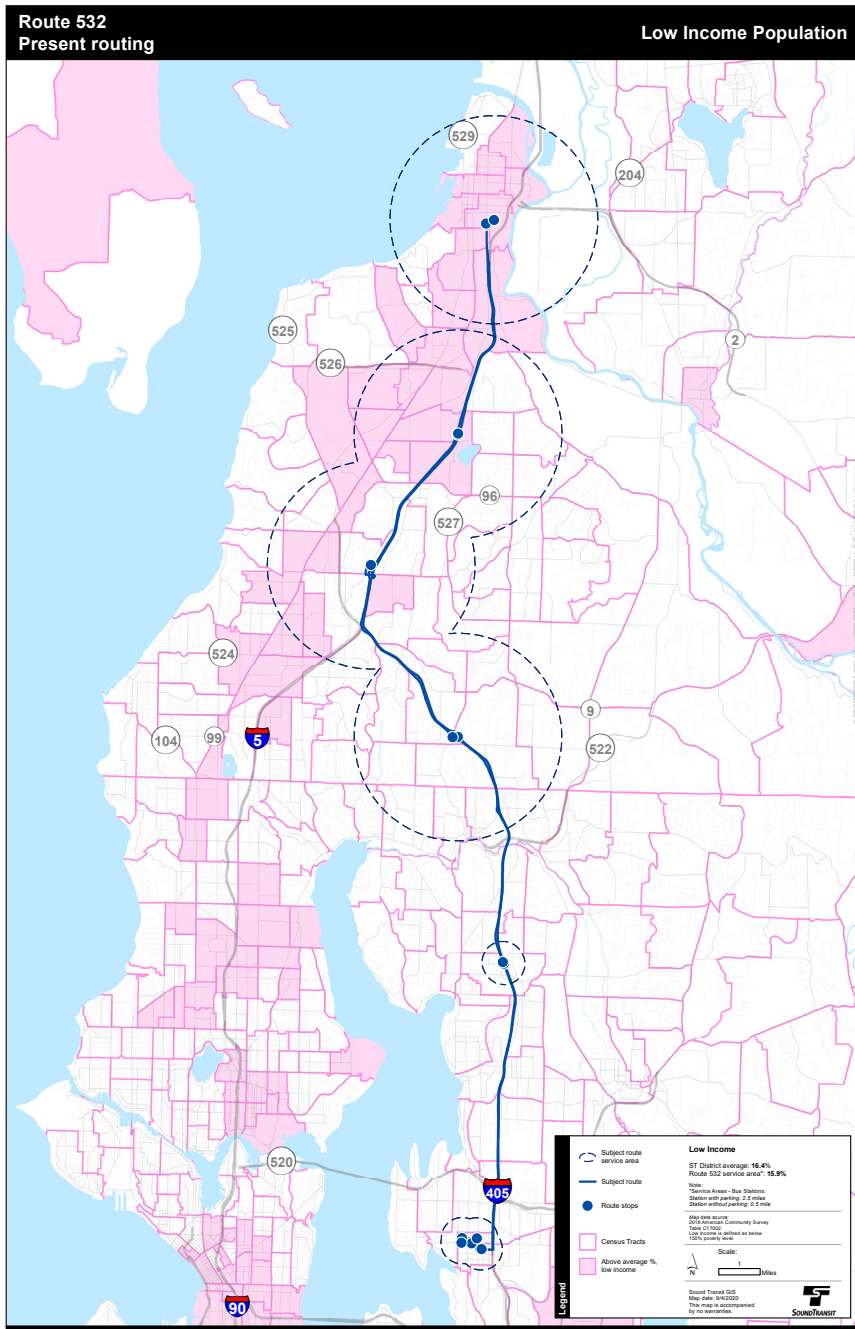 Route 532
Present routing
Low Income Population
529
204
525
526
2
96
527
524
9
104
99
5
522
520
405
90
Legend
Subject route
service area
Subject route
Route stops
Census Tracts
Above average %,
low income
Low Income
ST District average: 16.4%
Route 532 service area*: 15.9%
Note:
*Service Areas - Bus Stations:
Station with parking: 2.5 miles
Station without parking: 0.5 mile
Map data source:
2018 American Community Survey
Table C17002.
Low income is defined as below
150% poverty level.
Scale:
1
Miles
N
Sound Transit GIS
Map date: 9/4/2020
This map is accompanied
by no warranties.
SOUNDTRANSIT